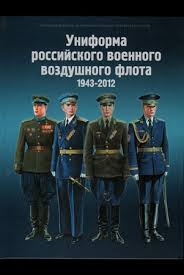 Униформа
российского военного
воздушного флота
1943-2012